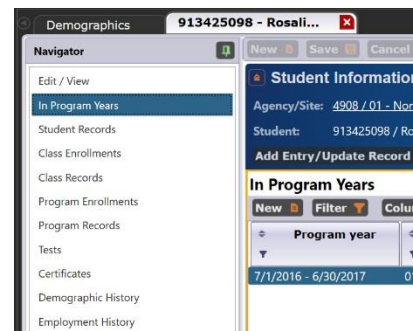 Demographics
913425098 - Rosali...
Navigator
New Save Cancel
Edit / View
In Program Years
Student Records
Class Enrollments
Class Records
Program Enrollments
Program Records
Tests
Certificates
Demographic History
Employment History
Student Information
Agency/Site: 4908 / 01 - Nor
Student: 913425098 / Ro
Add Entry/Update Record
In Program Years
New Filter Colu
Program year
7/1/2016 - 6/30/2017 01